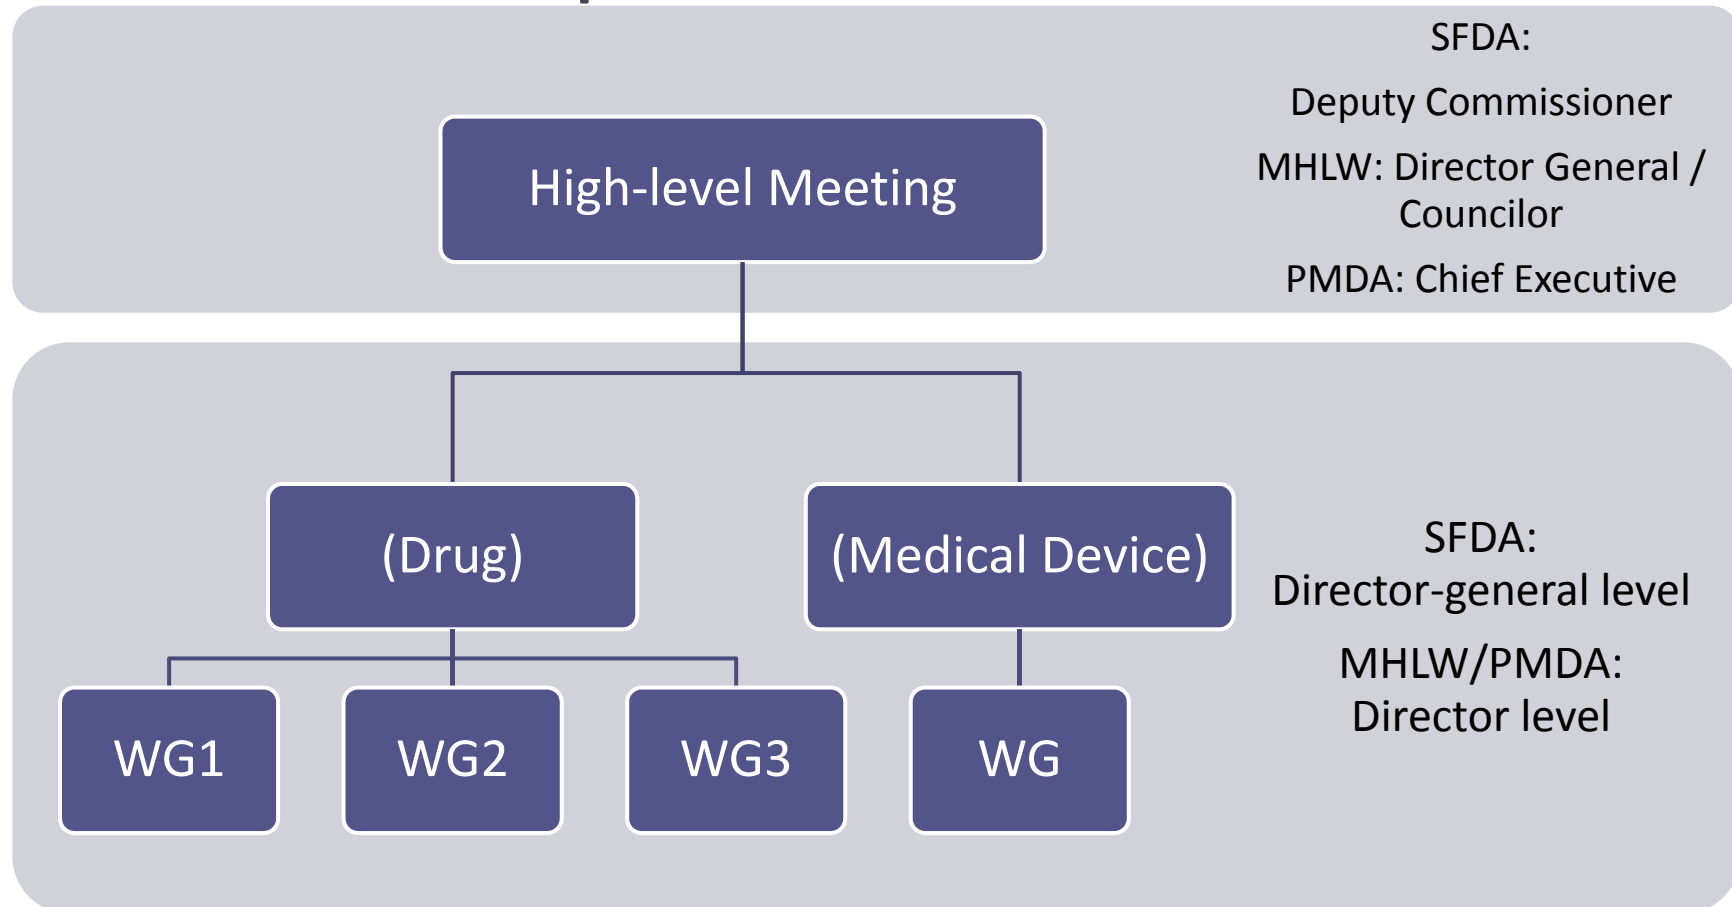 High-level Meeting
SFDA:
Deputy Commissioner
MHLW: Director General /
Councilor
PMDA: Chief Executive
(Drug)
(Medical Device)
WG1
WG2
WG3
WG
SFDA:
Director-general level
MHLW/PMDA:
Director level